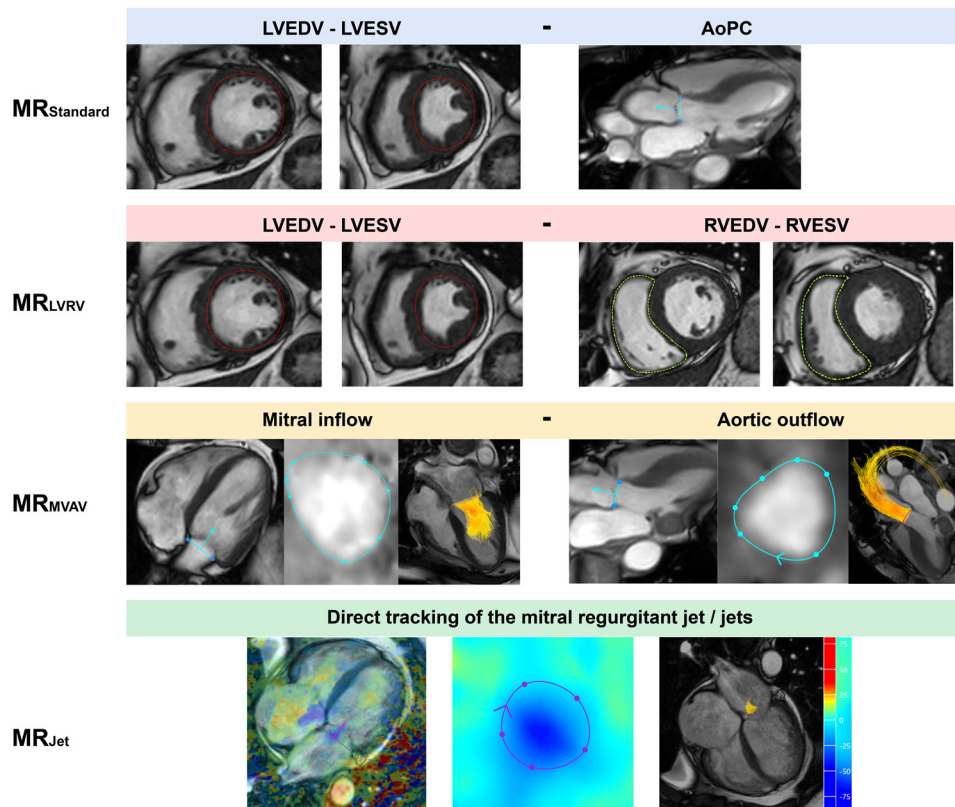 LVEDV - LVESV - AoPC
MRStandard
LVEDV - LVESV - RVEDV - RVESV
MRLVRV
Mitral inflow - Aortic outflow
MRMVAV
Direct tracking of the mitral regurgitant jet / jets
MRJet
75
50
25
0
-25
-50
-75